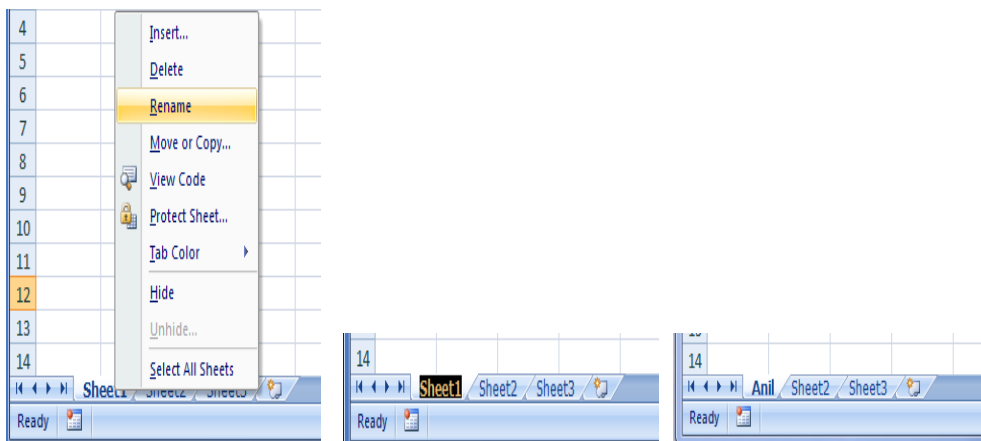 4
Insert...
5
Delete
6
Rename
7
Move or Copy...
8
View Code
9
Protect Sheet...
10
Tab Color
11
12
Hide
13
Unhide...
14
Select All Sheets
Sheet1 Sheet2 Sheet3
Ready
14
Sheet1 Sheet2 Sheet3
Ready
14
Anil Sheet2 Sheet3
Ready